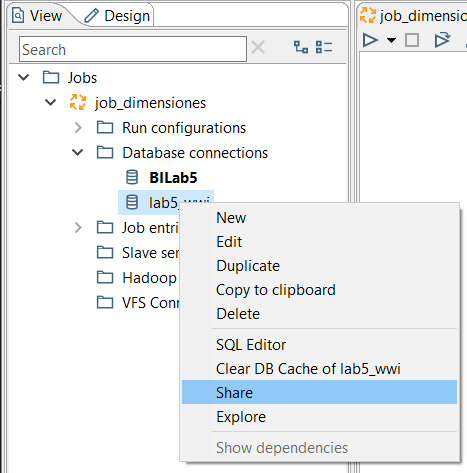 View
Design
job_dimensiones
Search
Jobs
job_dimensiones
Run configurations
Database connections
BILab5
lab5_wwi
Job entri
Slave ser
Hadoop
VFS Conn
New
Edit
Duplicate
Copy to clipboard
Delete
SQL Editor
Clear DB Cache of lab5_wwi
Share
Explore
Show dependencies